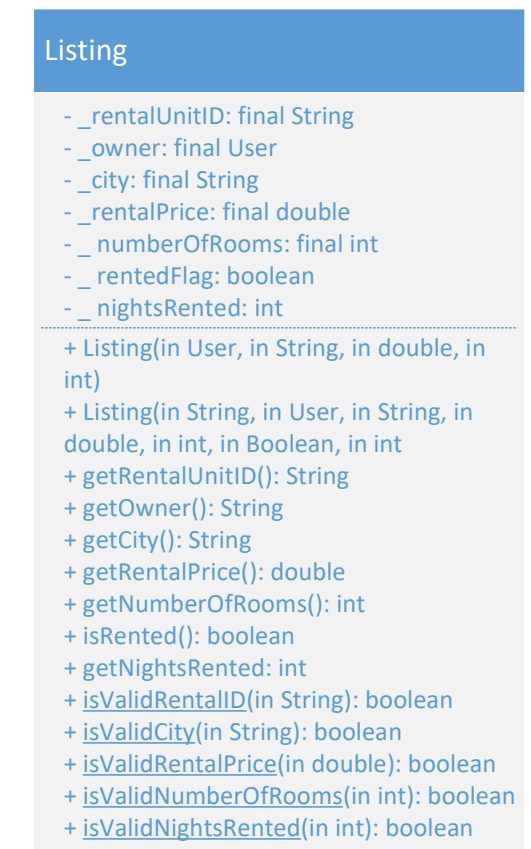 Listing
- _rentalUnitID: final String
- _owner: final User
- _city: final String
- _rentalPrice: final double
- _ numberOfRooms: final int
- _ rentedFlag: boolean
- _ nightsRented: int
+ Listing(in User, in String, in double, in
int)
+ Listing(in String, in User, in String, in
double, in int, in Boolean, in int
+ getRentalUnitID(): String
+ getOwner(): String
+ getCity(): String
+ getRentalPrice(): double
+ getNumberOfRooms(): int
+ isRented(): boolean
+ getNightsRented: int
+ isValidRentalID(in String): boolean
+ isValidCity(in String): boolean
+ isValidRentalPrice(in double): boolean
+ isValidNumberOfRooms(in int): boolean
+ isValidNightsRented(in int): boolean